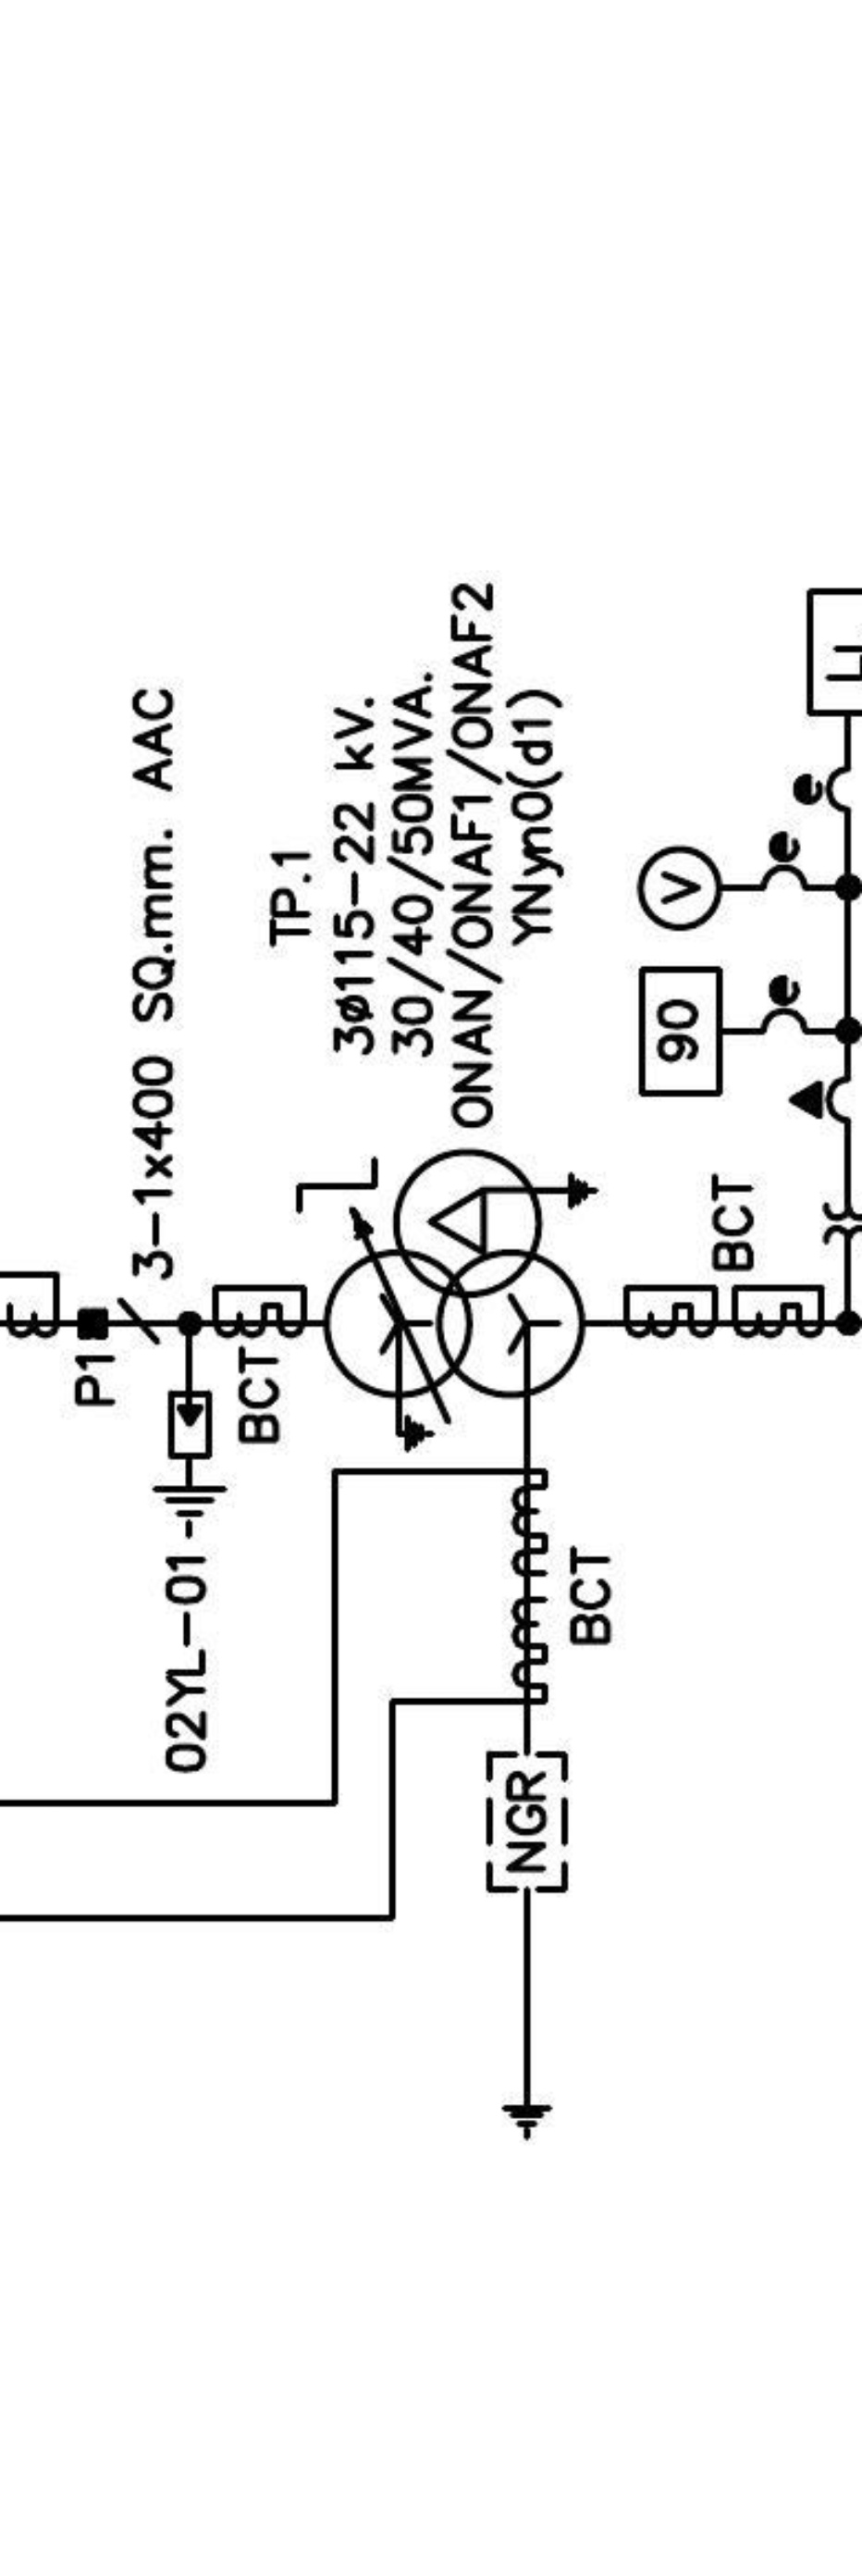 3-1x400 SQ.mm. AAC
P1
BCT
02YL-01
TP.1
3ø115-22 kV.
30/40/50MVA.
ONAN/ONAF1/ONAF2
YNyn0(d1)
BCT
NGR
90
V
e
e
e
BCT